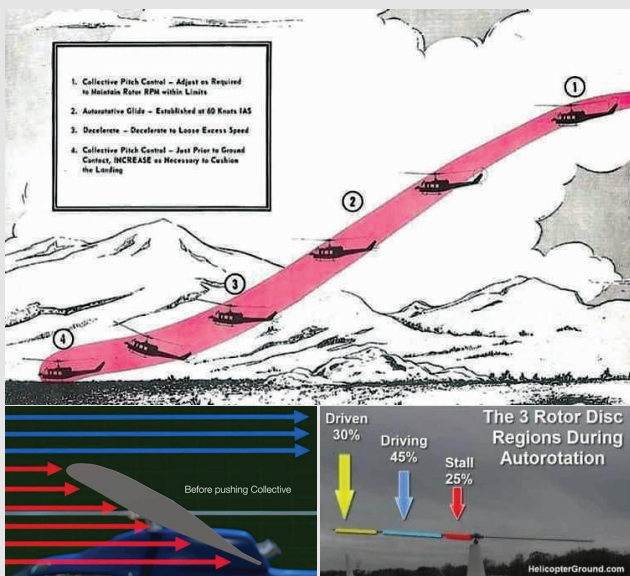 1. Collective Pitch Control – Adjust as Required
to Maintain Rotor RPM within Limits
2. Autorotative Glide – Established at 60 Knots IAS
3. Decelerate – Decelerate to Loose Excess Speed
4. Collective Pitch Control – Just Prior to Ground
Contact, INCREASE as Necessary to Cushion
the Landing
1
2
3
4
Before pushing Collective
The 3 Rotor Disc
Regions During
Autorotation
Driven
30%
Driving
45%
Stall
25%
HelicopterGround.com